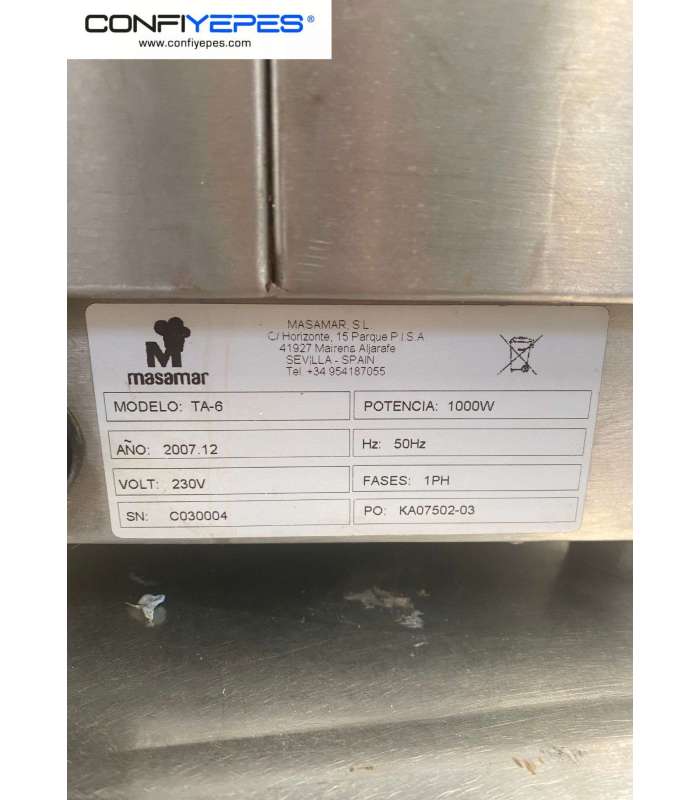 CONFIYEPES®
www.confiyepes.com
M
masamar
MASAMAR, S.L.
C/ Horizonte, 15 Parque P.I.S.A
41927 Mairena Aljarafe
SEVILLA - SPAIN
Tel. +34 954187055
MODELO: TA-6
POTENCIA: 1000W
AÑO: 2007.12
Hz: 50Hz
VOLT: 230V
FASES: 1PH
SN: C030004
PO: KA07502-03